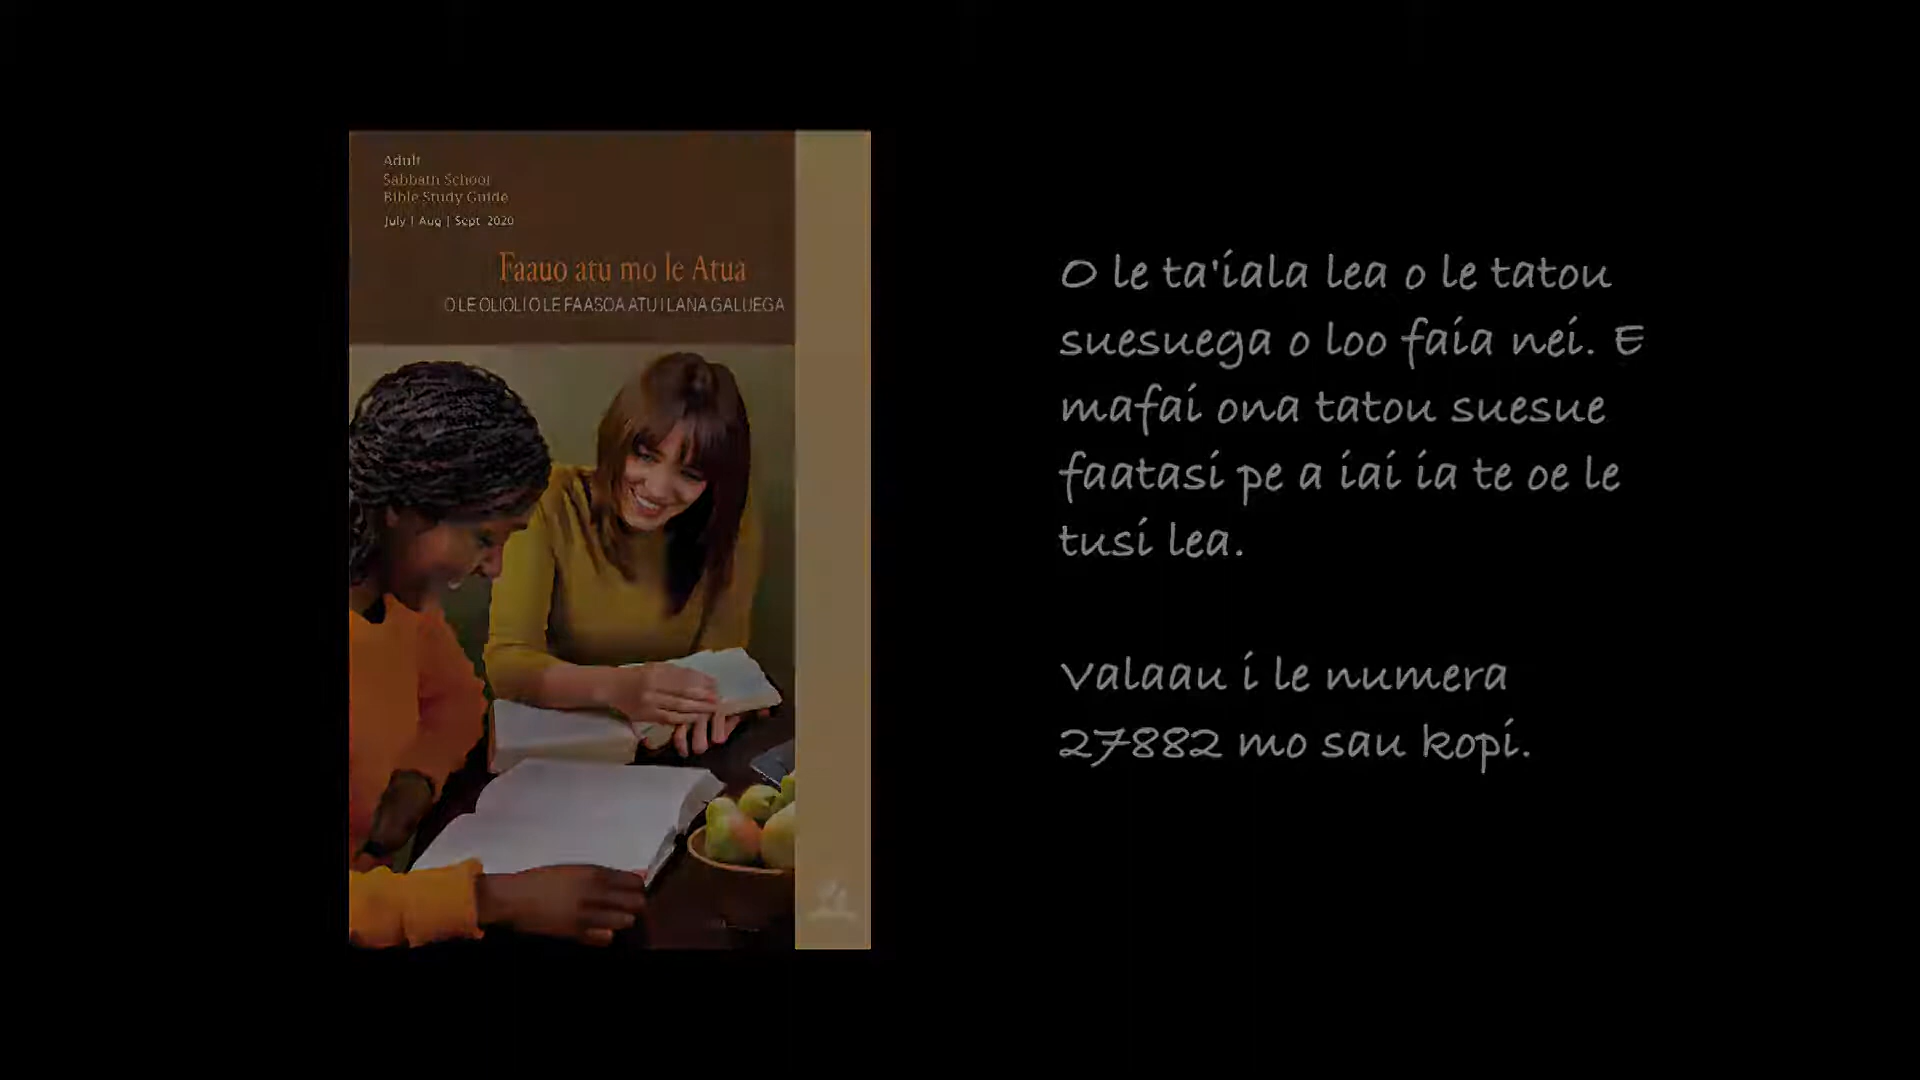 Adult
Sabbath School
Bible Study Guide
July | Aug | Sept 2020
Faauo atu mo le Atua
O LE OLIOLI O LE FAASOA ATU I LANA GALUEGA
O le ta'iala lea o le tatou
suesuega o loo faia nei. E
mafai ona tatou suesue
faatasi pe a iai ia te oe le
tusi lea.
Valaau i le numera
27882 mo sau kopi.